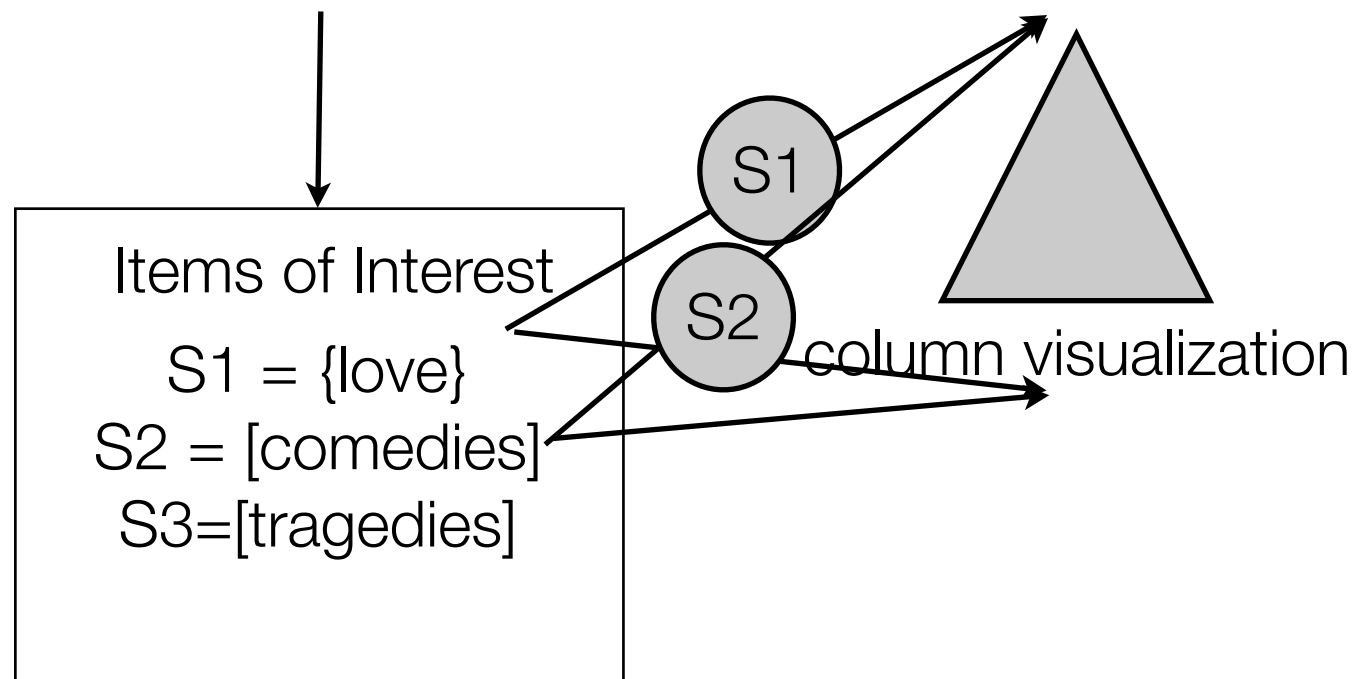 S1
Items of Interest
S2
column visualization
S1 = {love}
S2 = [comedies]
S3=[tragedies]